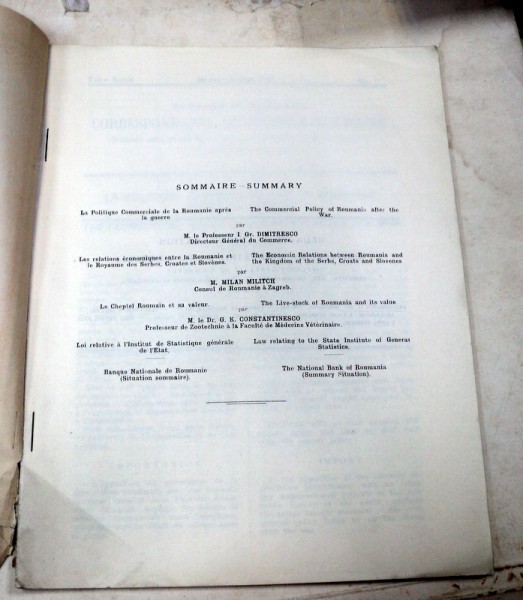 SOMMAIRE - SUMMARY
La Politique Commerciale de la Roumanie après la guerre
The Commercial Policy of Roumania after the War.
par
M. le Professeur I. Gr. DIMITRESCO
Directeur Général du Commerce.
Les relations économiques entre la Roumanie et le Royaume des Serbes, Croates et Slovènes.
The Economic Relations between Roumania and the Kingdom of the Serbs, Croats and Slovenes
par
M. MILAN MILITCH
Consul de Roumanie à Zagreb.
Le Cheptel Roumain et sa valeur
The Live-stock of Roumania and its value
par
M. le Dr. G. K. CONSTANTINESCO
Professeur de Zootechnie à la Faculté de Médecine Vétérinaire.
Loi relative à l'Institut de Statistique générale de l'Etat.
Law relating to the State Institute of General Statistics.
Banque Nationale de Roumanie
(Situation sommaire).
The National Bank of Roumania
(Summary Situation).